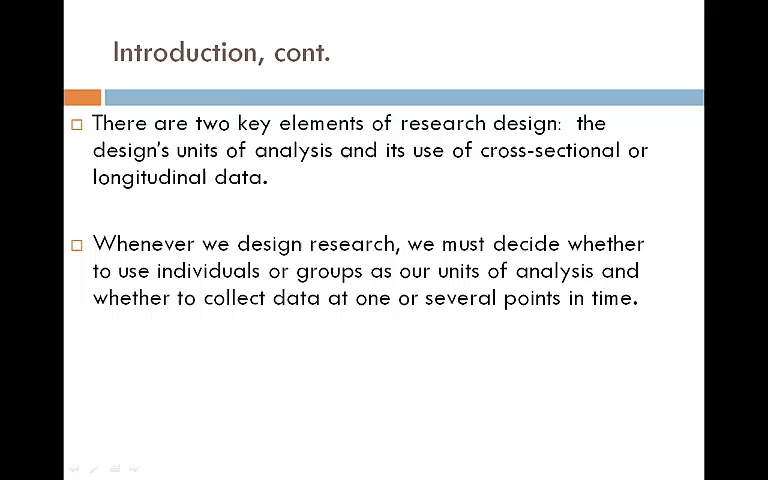 Introduction, cont.
There are two key elements of research design:  the
design's units of analysis and its use of cross-sectional or
longitudinal data.
Whenever we design research, we must decide whether
to use individuals or groups as our units of analysis and
whether to collect data at one or several points in time.